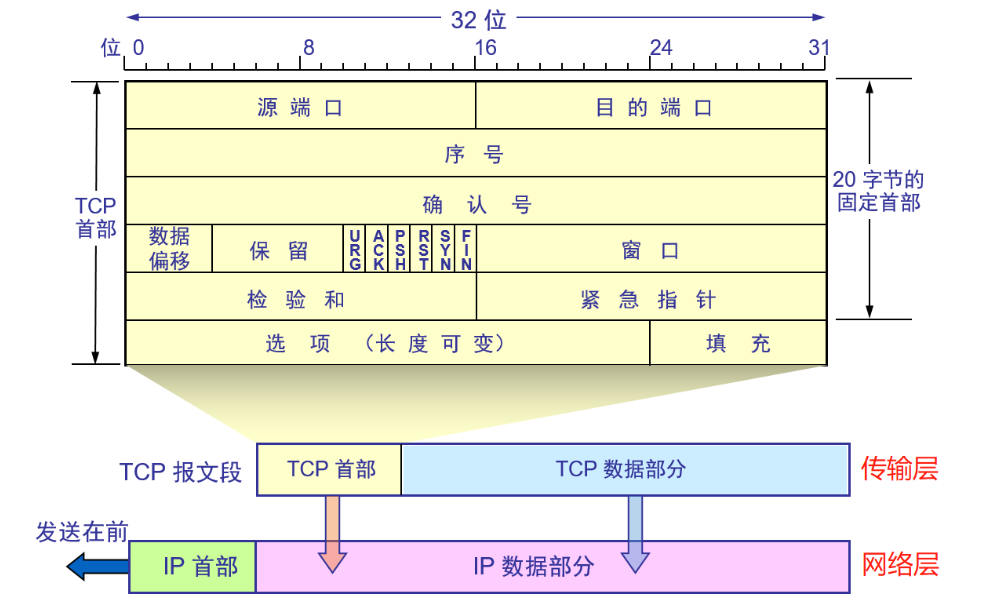 32 位
位 0 8 16 24 31
源 端 口 目 的 端 口
序 号
确 认 号
数据
偏移
保 留
URG
ACK
PSH
RST
SYN
FIN
窗 口
检 验 和 紧 急 指 针
选 项 （长 度 可 变） 填 充
TCP
首部
20 字节的
固定首部
TCP 报文段
TCP 首部
TCP 数据部分
传输层
发送在前
IP 首部
IP 数据部分
网络层